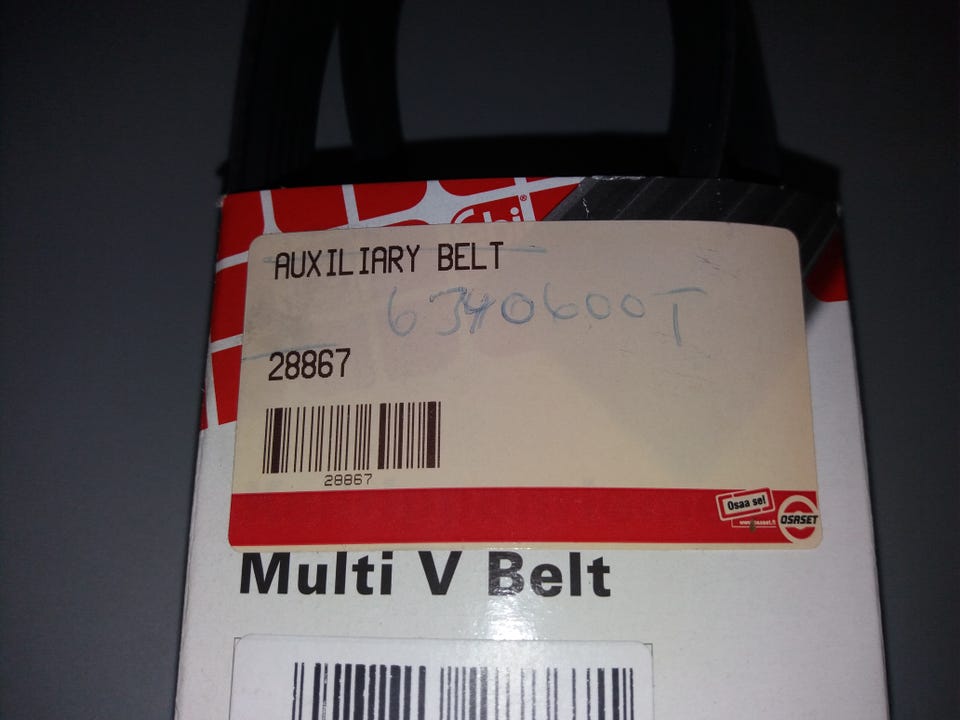 AUXILIARY BELT
6340600T
28867
28867
Osaa se!
OSASET
Multi V Belt